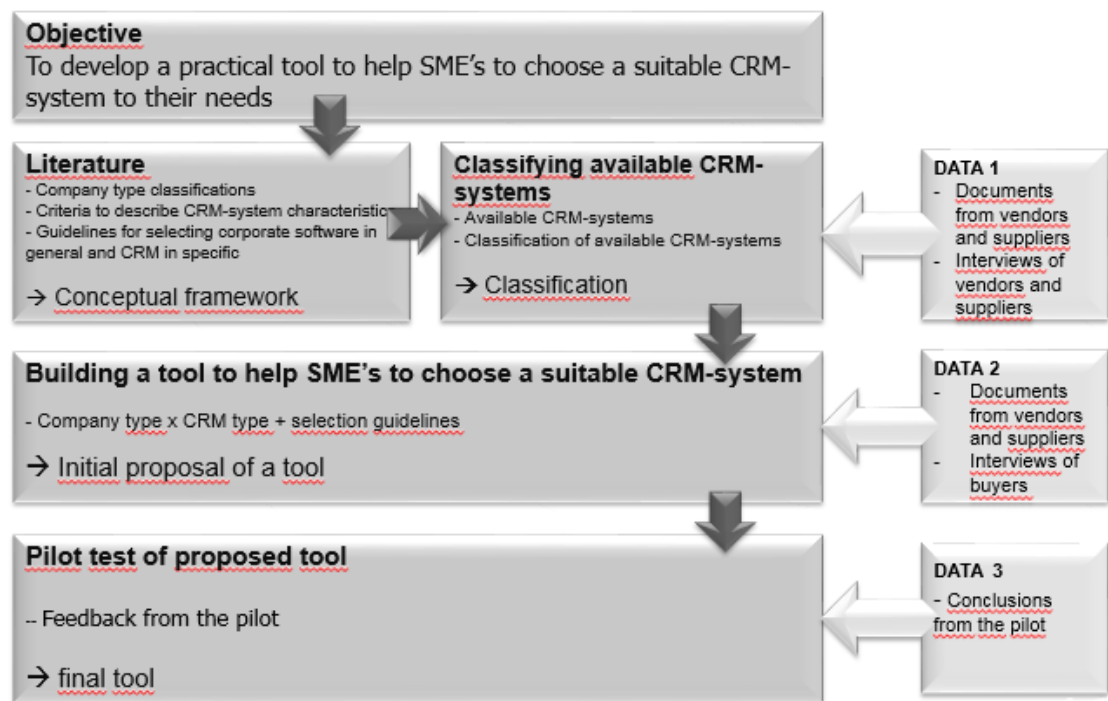 Objective
To develop a practical tool to help SME's to choose a suitable CRM-
system to their needs
Literature
- Company type classifications
- Criteria to describe CRM-system characteristic
- Guidelines for selecting corporate software in
general and CRM in specific
→ Conceptual framework
Classifying available CRM-
systems
- Available CRM-systems
- Classification of available CRM-systems
→ Classification
DATA 1
- Documents
from vendors
and suppliers
- Interviews of
vendors and
suppliers
Building a tool to help SME's to choose a suitable CRM-system
- Company type x CRM type + selection guidelines
→ Initial proposal of a tool
DATA 2
- Documents
from vendors
and suppliers
- Interviews of
buyers
Pilot test of proposed tool
-- Feedback from the pilot
→ final tool
DATA 3
- Conclusions
from the pilot